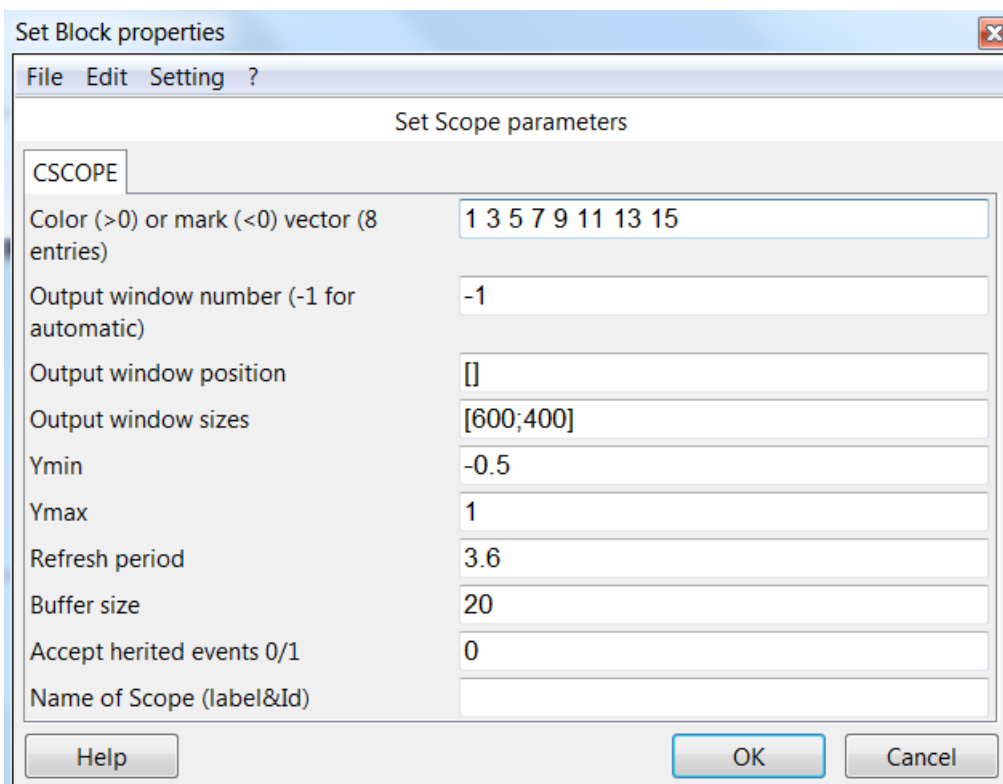 Set Block properties
File Edit Setting ?
Set Scope parameters
CSCOPE
Color (>0) or mark (<0) vector (8
entries)
1 3 5 7 9 11 13 15
Output window number (-1 for
automatic)
-1
Output window position
[]
Output window sizes
[600;400]
Ymin
-0.5
Ymax
1
Refresh period
3.6
Buffer size
20
Accept herited events 0/1
0
Name of Scope (label&Id)
Help
OK
Cancel